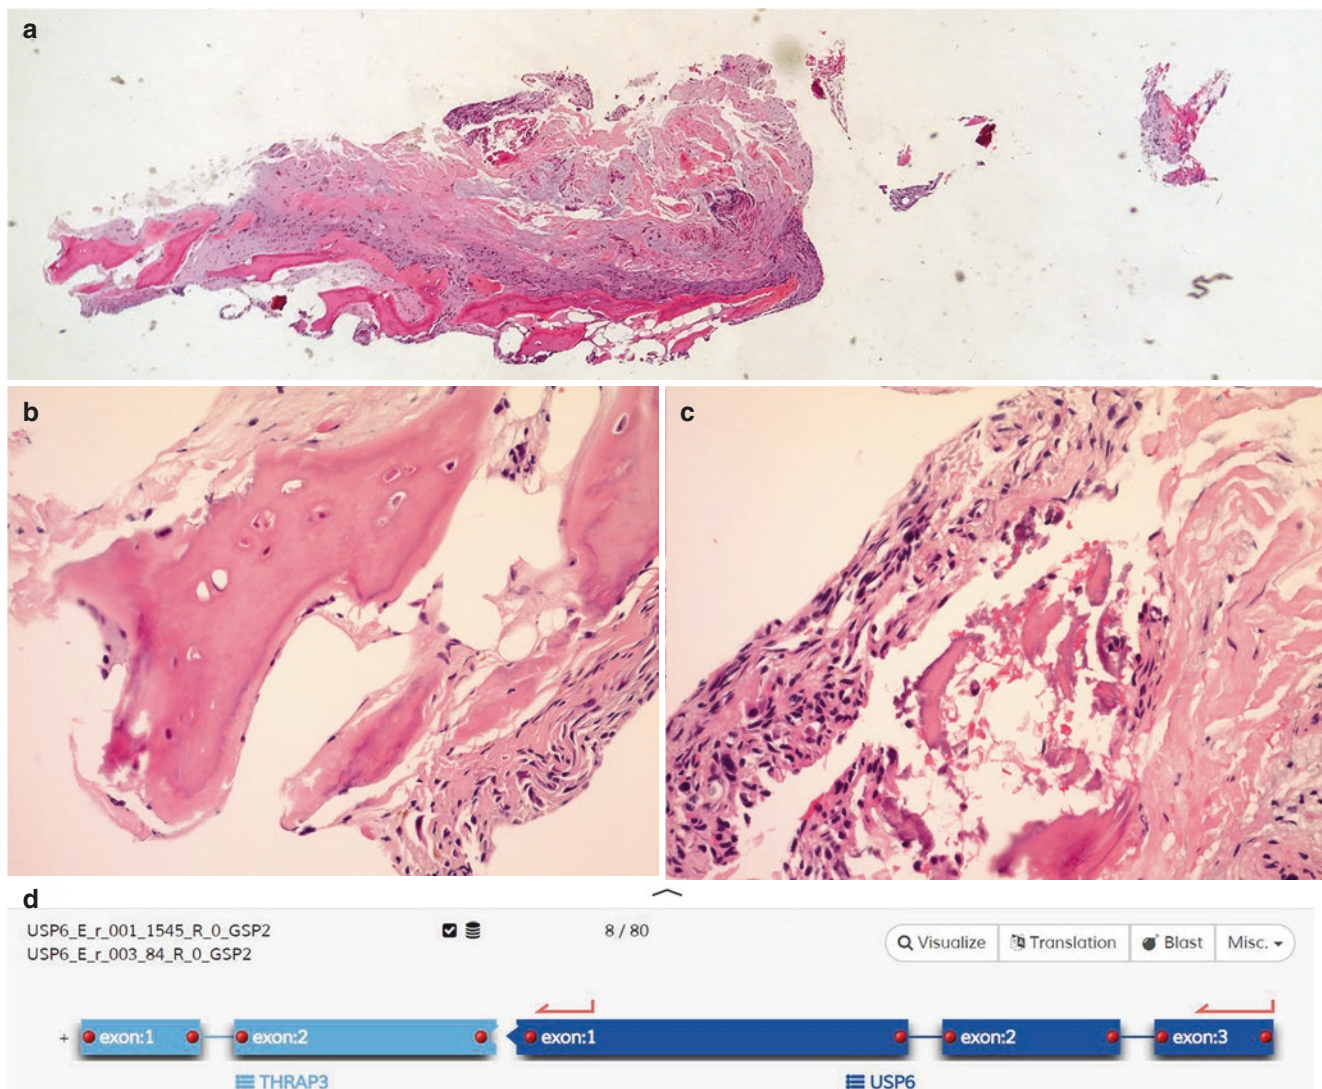 a
b
c
d
USP6_E_r_001_1545_R_0_GSP2
USP6_E_r_003_84_R_0_GSP2
8 / 80
Visualize
Translation
Blast
Misc.
+
exon:1
exon:2
exon:1
exon:2
exon:3
THRAP3
USP6